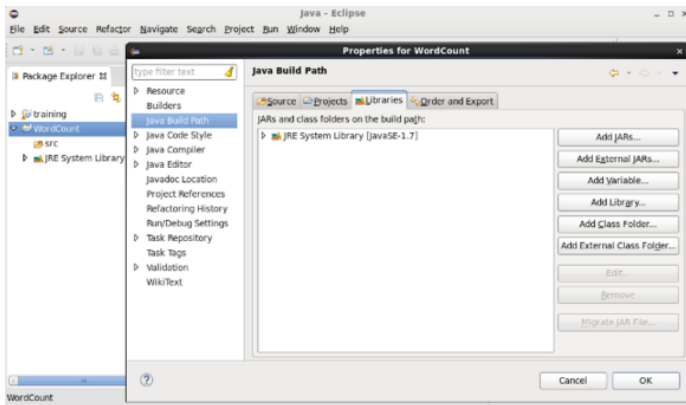 Java - Eclipse
File Edit Source Refactor Navigate Search Project Run Window Help
Properties for WordCount
Package Explorer
training
WordCount
src
JRE System Library
type filter text
Resource
Builders
Java Build Path
Java Code Style
Java Compiler
Java Editor
Javadoc Location
Project References
Refactoring History
Run/Debug Settings
Task Repository
Task Tags
Validation
WikiText
Java Build Path
Source Projects Libraries Order and Export
JARs and class folders on the build path:
JRE System Library [JavaSE-1.7]
Add JARs...
Add External JARs...
Add Variable...
Add Library...
Add Class Folder...
Add External Class Folder...
Edit...
Remove
Migrate JAR File...
Cancel OK
WordCount